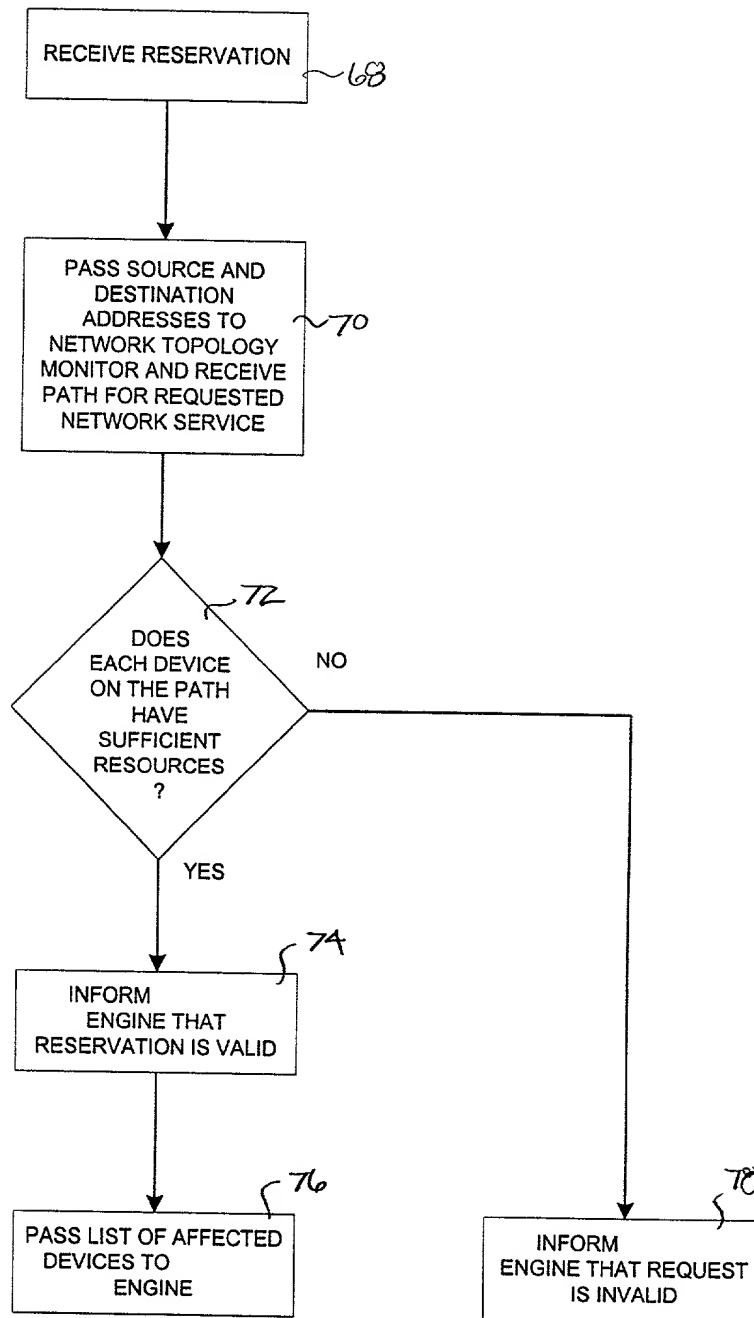 RECEIVE RESERVATION
68
PASS SOURCE AND
DESTINATION
ADDRESSES TO
NETWORK TOPOLOGY
MONITOR AND RECEIVE
PATH FOR REQUESTED
NETWORK SERVICE
70
72
DOES
EACH DEVICE
ON THE PATH
HAVE
SUFFICIENT
RESOURCES
?
NO
YES
74
INFORM
ENGINE THAT
RESERVATION IS VALID
76
PASS LIST OF AFFECTED
DEVICES TO
ENGINE
78
INFORM
ENGINE THAT REQUEST
IS INVALID